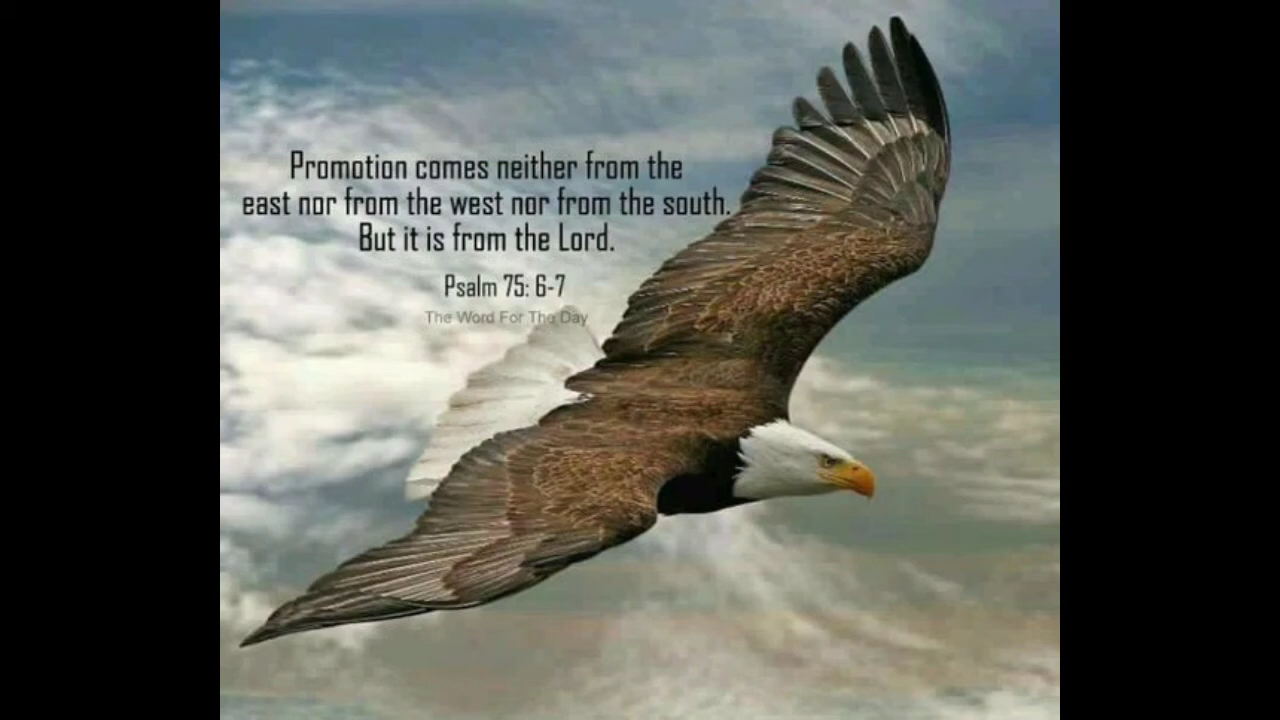 Promotion comes neither from the
east nor from the west nor from the south.
But it is from the Lord.
Psalm 75: 6-7
The Word For The Day